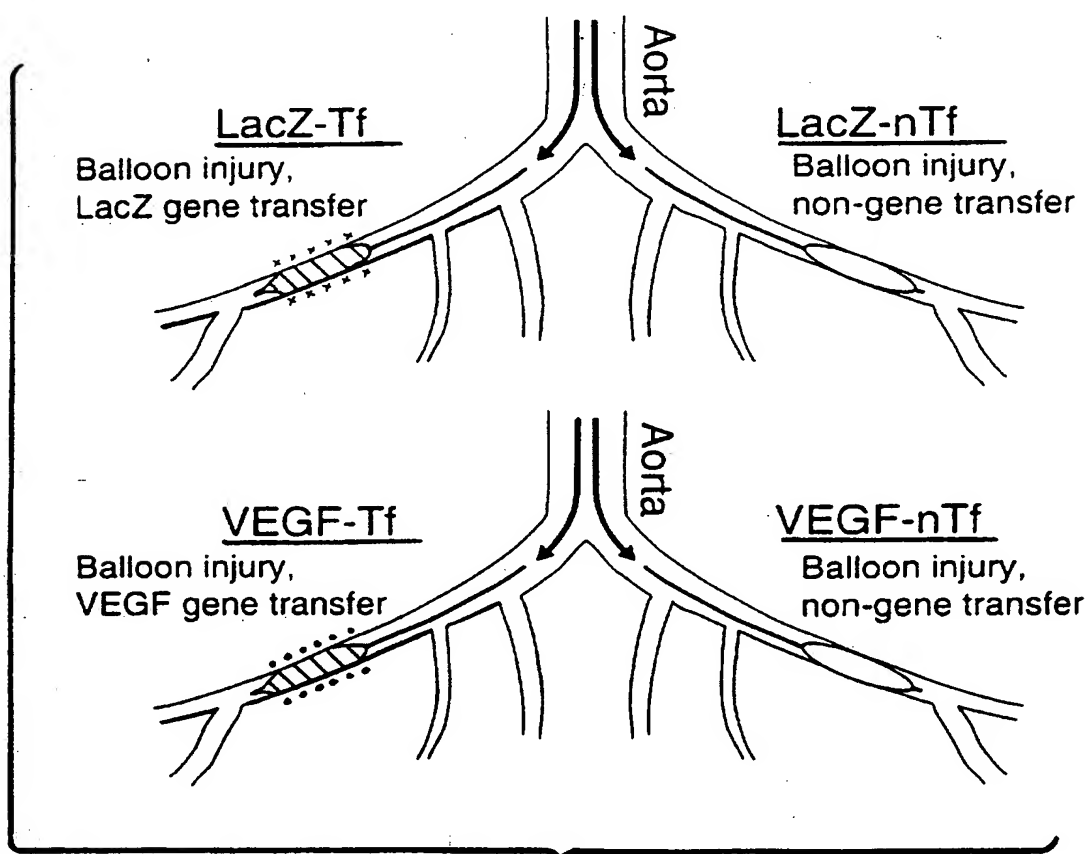 Aorta
LacZ-Tf
Balloon injury,
LacZ gene transfer
LacZ-nTf
Balloon injury,
non-gene transfer
Aorta
VEGF-Tf
Balloon injury,
VEGF gene transfer
VEGF-nTf
Balloon injury,
non-gene transfer